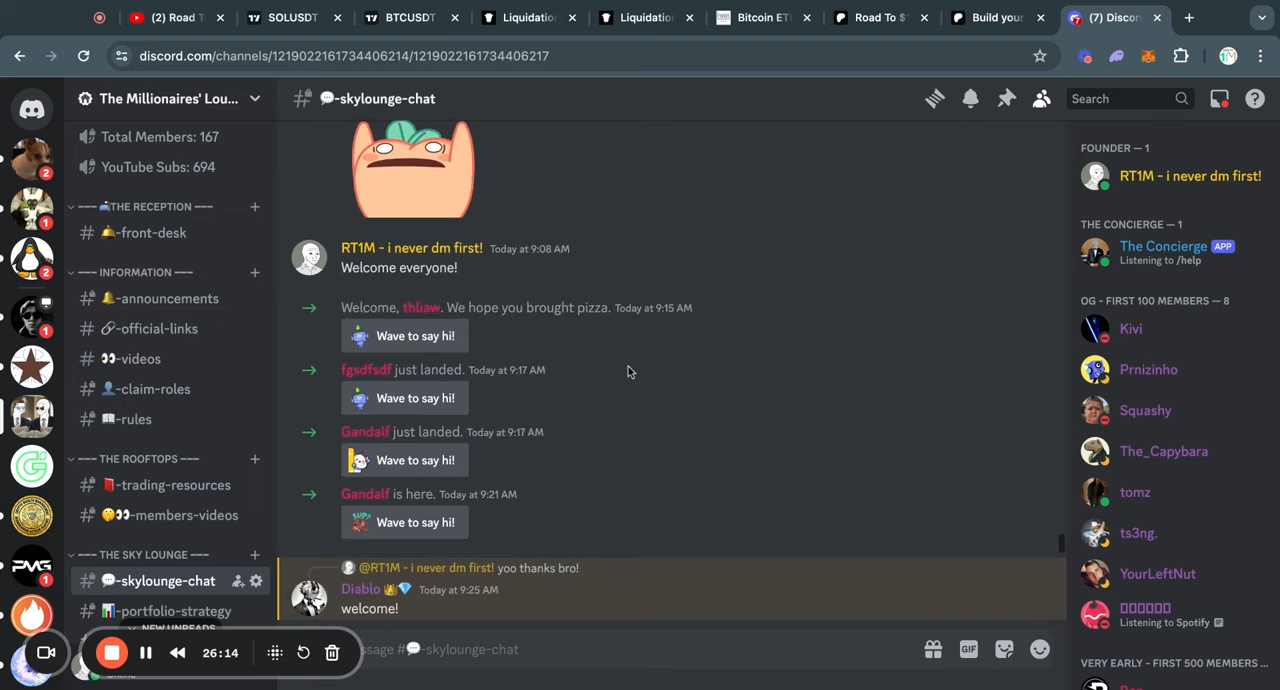 (2) Road T
SOLUSDT
BTCUSDT
Liquidation
Liquidation
Bitcoin ET
Road To $
Build your
(7) Discor
discord.com/channels/1219022161734406214/1219022161734406217
The Millionaires' Lou...
-skylounge-chat
Search
Total Members: 167
YouTube Subs: 694
THE RECEPTION
-front-desk
INFORMATION
-announcements
-official-links
-videos
-claim-roles
-rules
THE ROOFTOPS
-trading-resources
-members-videos
THE SKY LOUNGE
-skylounge-chat
-portfolio-strategy
NEW UNREADS
26:14
Online
RT1M - i never dm first! Today at 9:08 AM
Welcome everyone!
Welcome, thliaw. We hope you brought pizza. Today at 9:15 AM
Wave to say hi!
fgsdfsdf just landed. Today at 9:17 AM
Wave to say hi!
Gandalf just landed. Today at 9:17 AM
Wave to say hi!
Gandalf is here. Today at 9:21 AM
SUP?
Wave to say hi!
@RT1M - i never dm first! yoo thanks bro!
Diablo Today at 9:25 AM
welcome!
ssage #-skylounge-chat
GIF
FOUNDER — 1
RT1M - i never dm first!
THE CONCIERGE — 1
The Concierge APP
Listening to /help
OG - FIRST 100 MEMBERS — 8
Kivi
Prnizinho
Squashy
The_Capybara
tomz
ts3ng.
YourLeftNut
Listening to Spotify
VERY EARLY - FIRST 500 MEMBERS ...